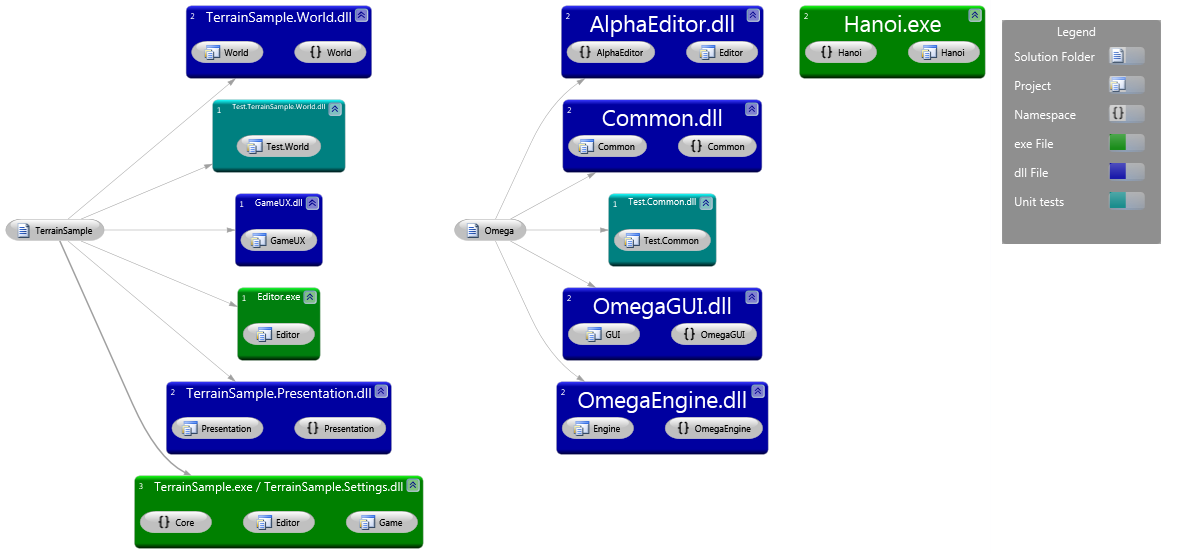 2 TerrainSample.World.dll
World {} World
1 Test.TerrainSample.World.dll
Test.World
1 GameUX.dll
GameUX
TerrainSample
1 Editor.exe
Editor
2 TerrainSample.Presentation.dll
Presentation {} Presentation
3 TerrainSample.exe / TerrainSample.Settings.dll
{} Core Editor Game
2 AlphaEditor.dll
{} AlphaEditor Editor
2 Common.dll
Common {} Common
1 Test.Common.dll
Test.Common
Omega
2 OmegaGUI.dll
GUI {} OmegaGUI
2 OmegaEngine.dll
Engine {} OmegaEngine
2 Hanoi.exe
{} Hanoi Hanoi
Legend
Solution Folder
Project
Namespace {}
exe File
dll File
Unit tests